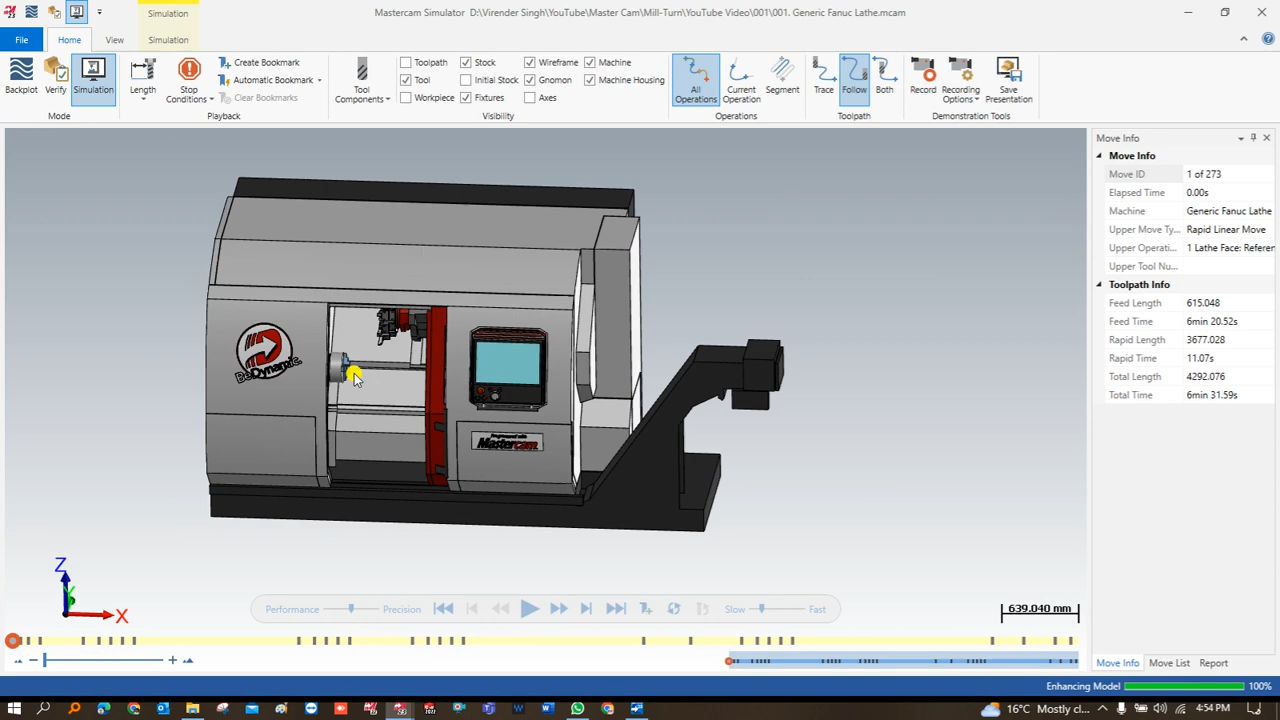 Simulation
Mastercam Simulator D:\Virender Singh\YouTube\Master Cam\Mill-Turn\YouTube Video\001\001. Generic Fanuc Lathe.mcam
File
Home
View
Simulation
Backplot
Verify
Simulation
Mode
Length
Stop
Conditions
Create Bookmark
Automatic Bookmark
Clear Bookmarks
Playback
Tool
Components
Toolpath
Stock
Wireframe
Machine
Tool
Initial Stock
Gnomon
Machine Housing
Workpiece
Fixtures
Axes
Visibility
All
Operations
Current
Operation
Segment
Operations
Trace
Follow
Both
Toolpath
Record
Recording
Options
Save
Presentation
Demonstration Tools
Move Info
Move Info
Move ID 1 of 273
Elapsed Time 0.00s
Machine Generic Fanuc Lathe
Upper Move Ty... Rapid Linear Move
Upper Operati... 1 Lathe Face: Referen
Upper Tool Nu...
Toolpath Info
Feed Length 615.048
Feed Time 6min 20.52s
Rapid Length 3677.028
Rapid Time 11.07s
Total Length 4292.076
Total Time 6min 31.59s
BeDynamic
Mastercam
Z
Y
X
Performance
Precision
Slow
Fast
639.040 mm
Move Info
Move List
Report
Enhancing Model
100%
16°C Mostly cl...
4:54 PM